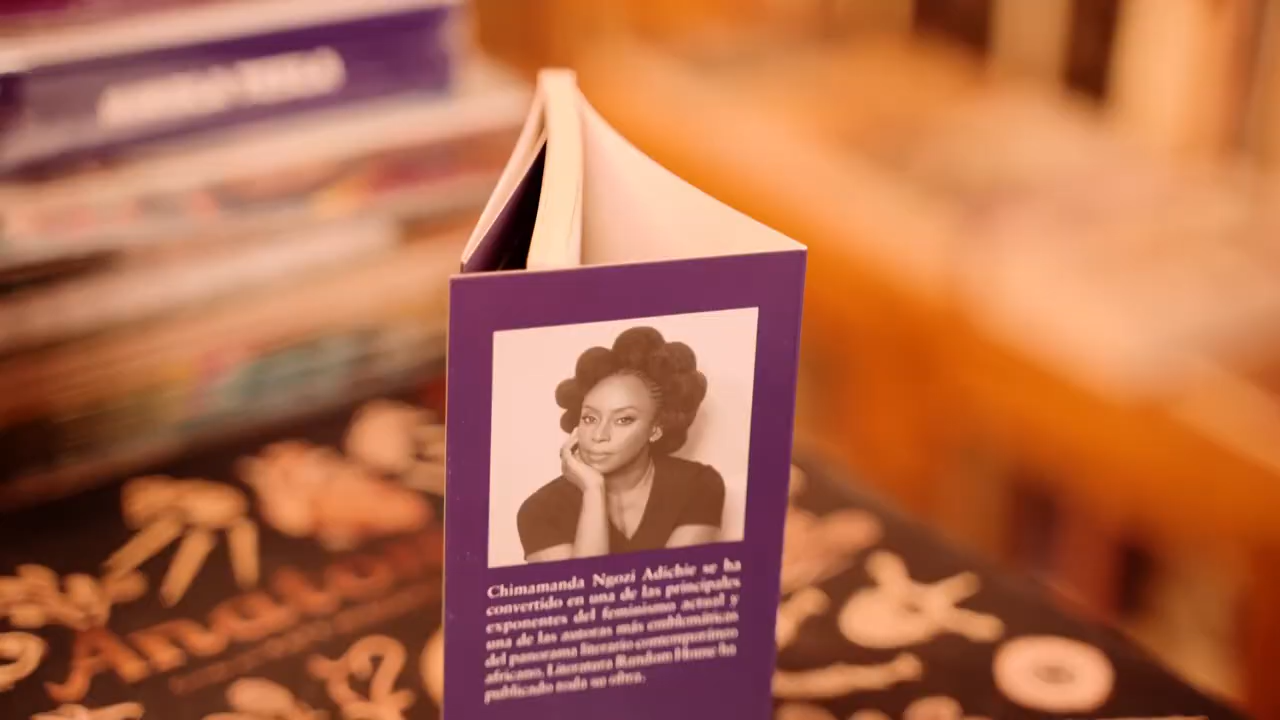 Chimamanda Ngozi Adichie se ha
convertido en una de las principales
exponentes del feminismo actual y
una de las autoras más emblemáticas
del panorama literario contemporáneo
africano. Literatura Random House ha
publicado toda su obra.
Anatom